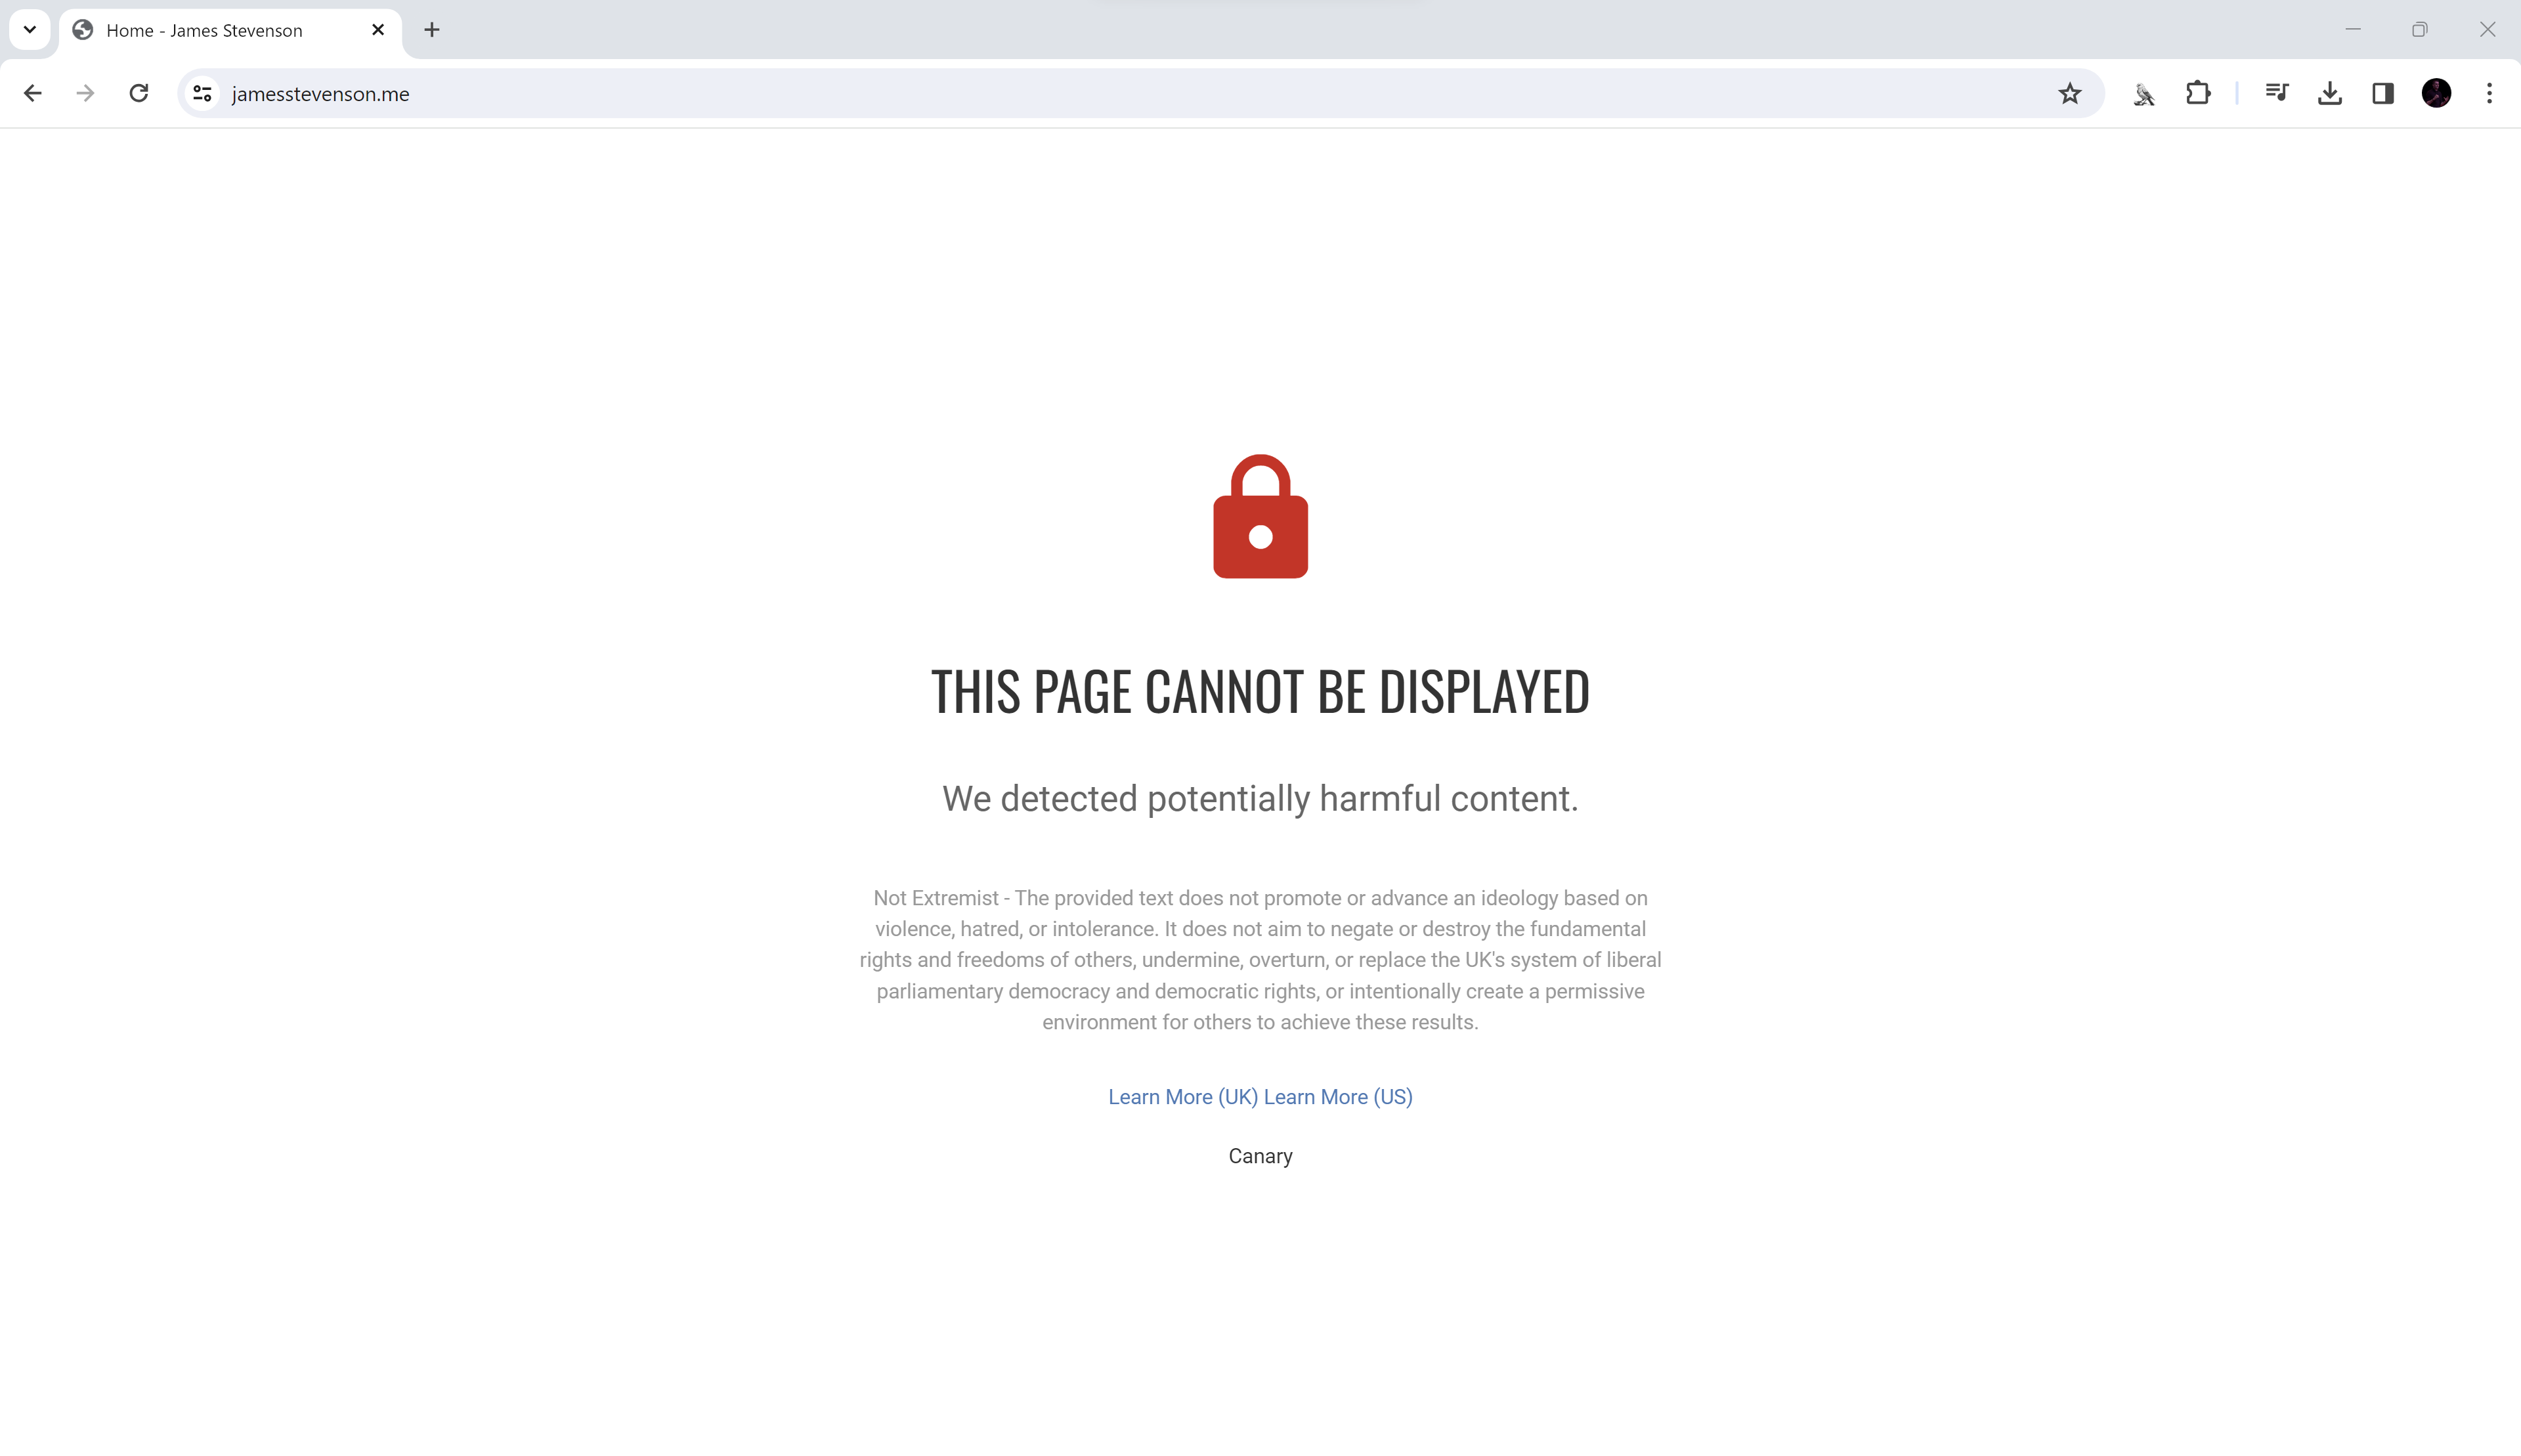 Home - James Stevenson
jamesstevenson.me
THIS PAGE CANNOT BE DISPLAYED
We detected potentially harmful content.
Not Extremist - The provided text does not promote or advance an ideology based on
violence, hatred, or intolerance. It does not aim to negate or destroy the fundamental
rights and freedoms of others, undermine, overturn, or replace the UK's system of liberal
parliamentary democracy and democratic rights, or intentionally create a permissive
environment for others to achieve these results.
Learn More (UK) Learn More (US)
Canary